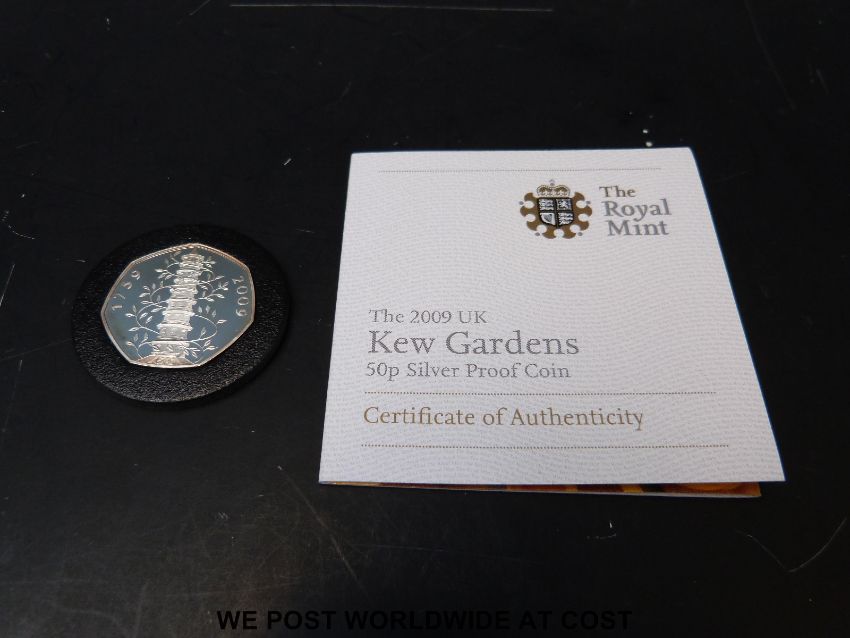 1759
2009
The
Royal
Mint
The 2009 UK
Kew Gardens
50p Silver Proof Coin
Certificate of Authenticity
WE POST WORLDWIDE AT COST